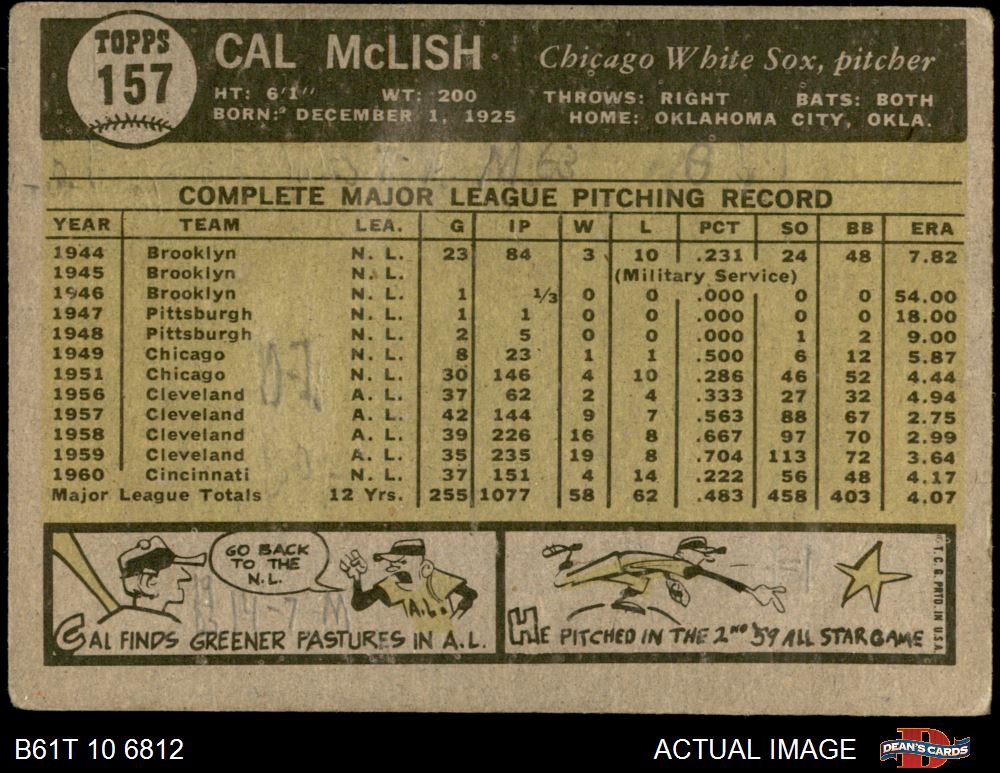 TOPPS
157
CAL McLISH
Chicago White Sox, pitcher
HT: 6'1" WT: 200 THROWS: RIGHT BATS: BOTH
BORN: DECEMBER 1, 1925 HOME: OKLAHOMA CITY, OKLA.
M 63
COMPLETE MAJOR LEAGUE PITCHING RECORD
YEAR TEAM LEA. G IP W L PCT SO BB ERA
1944 Brooklyn N. L. 23 84 3 10 .231 24 48 7.82
1945 Brooklyn N. L. (Military Service)
1946 Brooklyn N. L. 1 1/3 0 0 .000 0 0 54.00
1947 Pittsburgh N. L. 1 1 0 0 .000 0 0 18.00
1948 Pittsburgh N. L. 2 5 0 0 .000 1 2 9.00
1949 Chicago N. L. 8 23 1 1 .500 6 12 5.87
1951 Chicago N. L. 30 146 4 10 .286 46 52 4.44
1956 Cleveland A. L. 37 62 2 4 .333 27 32 4.94
1957 Cleveland A. L. 42 144 9 7 .563 88 67 2.75
1958 Cleveland A. L. 39 226 16 8 .667 97 70 2.99
1959 Cleveland A. L. 35 235 19 8 .704 113 72 3.64
1960 Cincinnati N. L. 37 151 4 14 .222 56 48 4.17
Major League Totals 12 Yrs. 255 1077 58 62 .483 458 403 4.07
GO BACK
TO THE
N.L.
A.L.
CAL FINDS GREENER PASTURES IN A.L.
HE PITCHED IN THE 2ND '59 ALL STAR GAME
© T. C. G. PRTD. IN U.S.A.
B61T 10 6812
ACTUAL IMAGE
DEAN'S CARDS